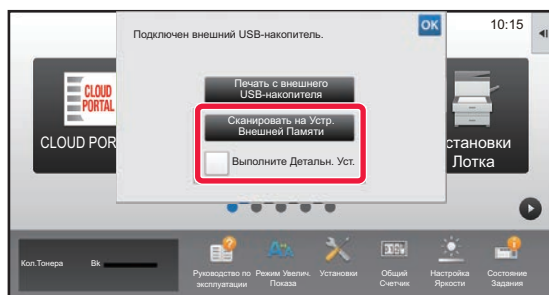 Подключен внешний USB-накопитель.
OK
10:15
Печать с внешнего
USB-накопителя
CLOUD
PORTAL
Сканировать на Устр.
Внешней Памяти
CLOUD POR
становки
Лотка
Выполните Детальн. Уст.
Кол.Тонера
Bk
Руководство по
эксплуатации
Режим Увелич.
Показа
Установки
Общий
Счетчик
Настройка
Яркости
Состояние
Задания